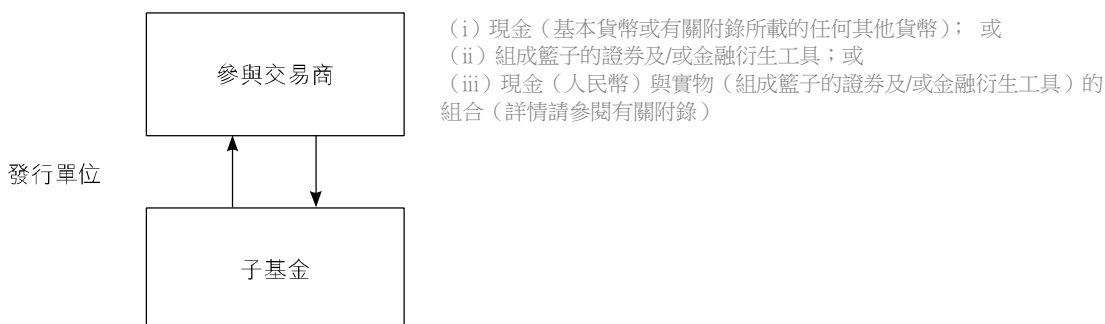 (i)現金(基本貨幣或有關附錄所載的任何其他貨幣); 或
(ii)組成籃子的證券及/或金融衍生工具;或
(iii)現金(人民幣)與實物(組成籃子的證券及/或金融衍生工具)的
組合(詳情請參閱有關附錄)
參與交易商
發行單位
子基金